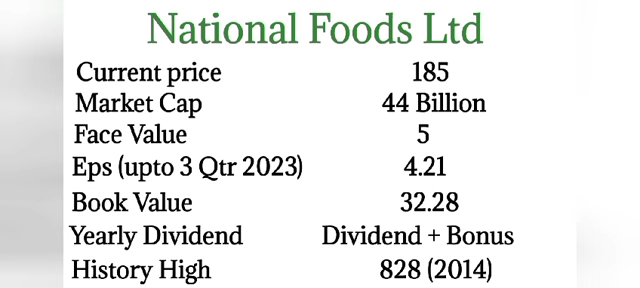 National Foods Ltd
Current price 185
Market Cap 44 Billion
Face Value 5
Eps (upto 3 Qtr 2023) 4.21
Book Value 32.28
Yearly Dividend Dividend + Bonus
History High 828 (2014)